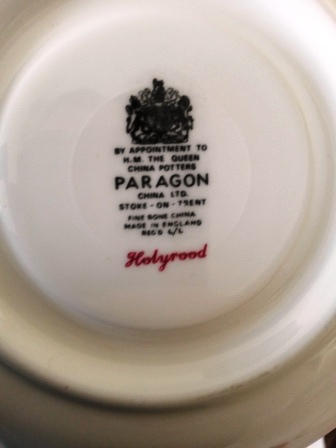 BY APPOINTMENT TO
H.M. THE QUEEN
CHINA POTTERS
PARAGON
CHINA LTD.
STOKE-ON-TRENT
FINE BONE CHINA
MADE IN ENGLAND
REG'D
Holyrood